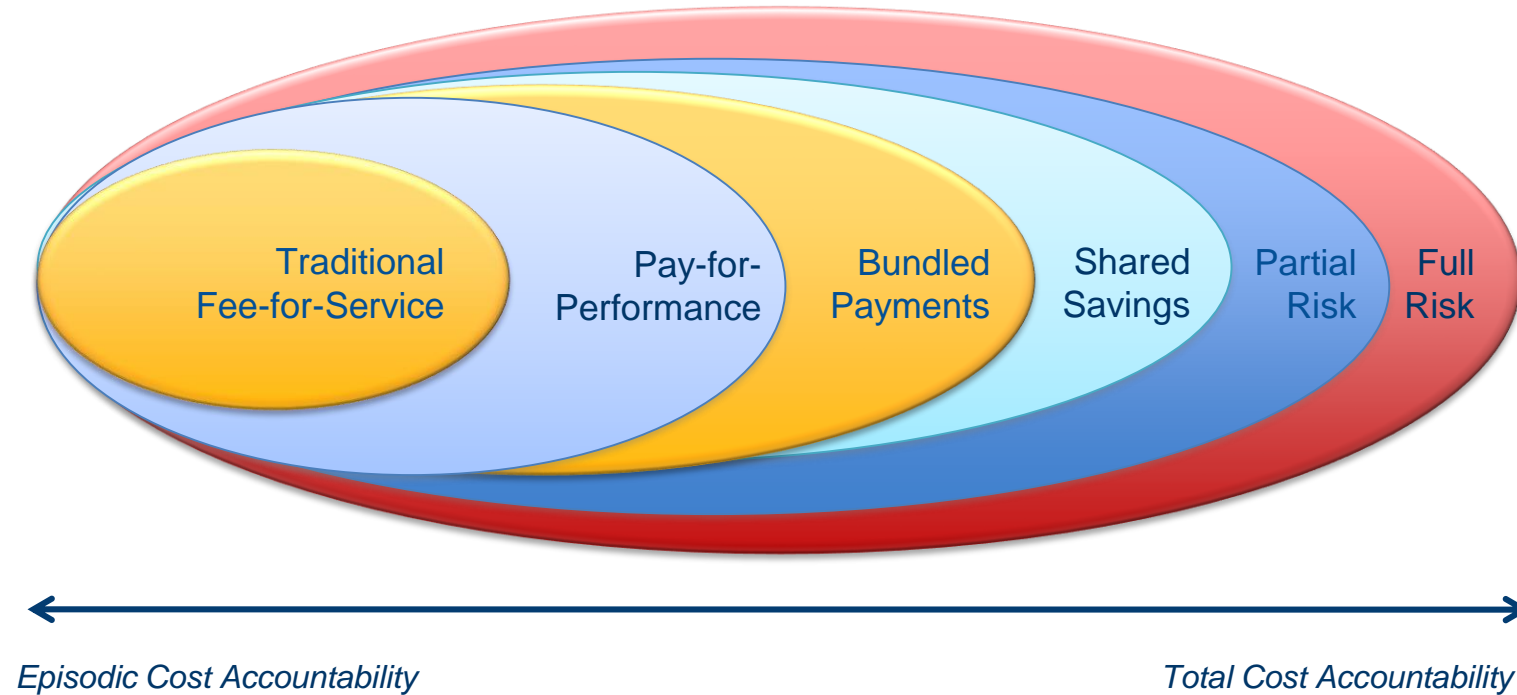 Traditional
Fee-for-Service
Pay-for-
Performance
Bundled
Payments
Shared
Savings
Partial
Risk
Full
Risk
Episodic Cost Accountability
Total Cost Accountability